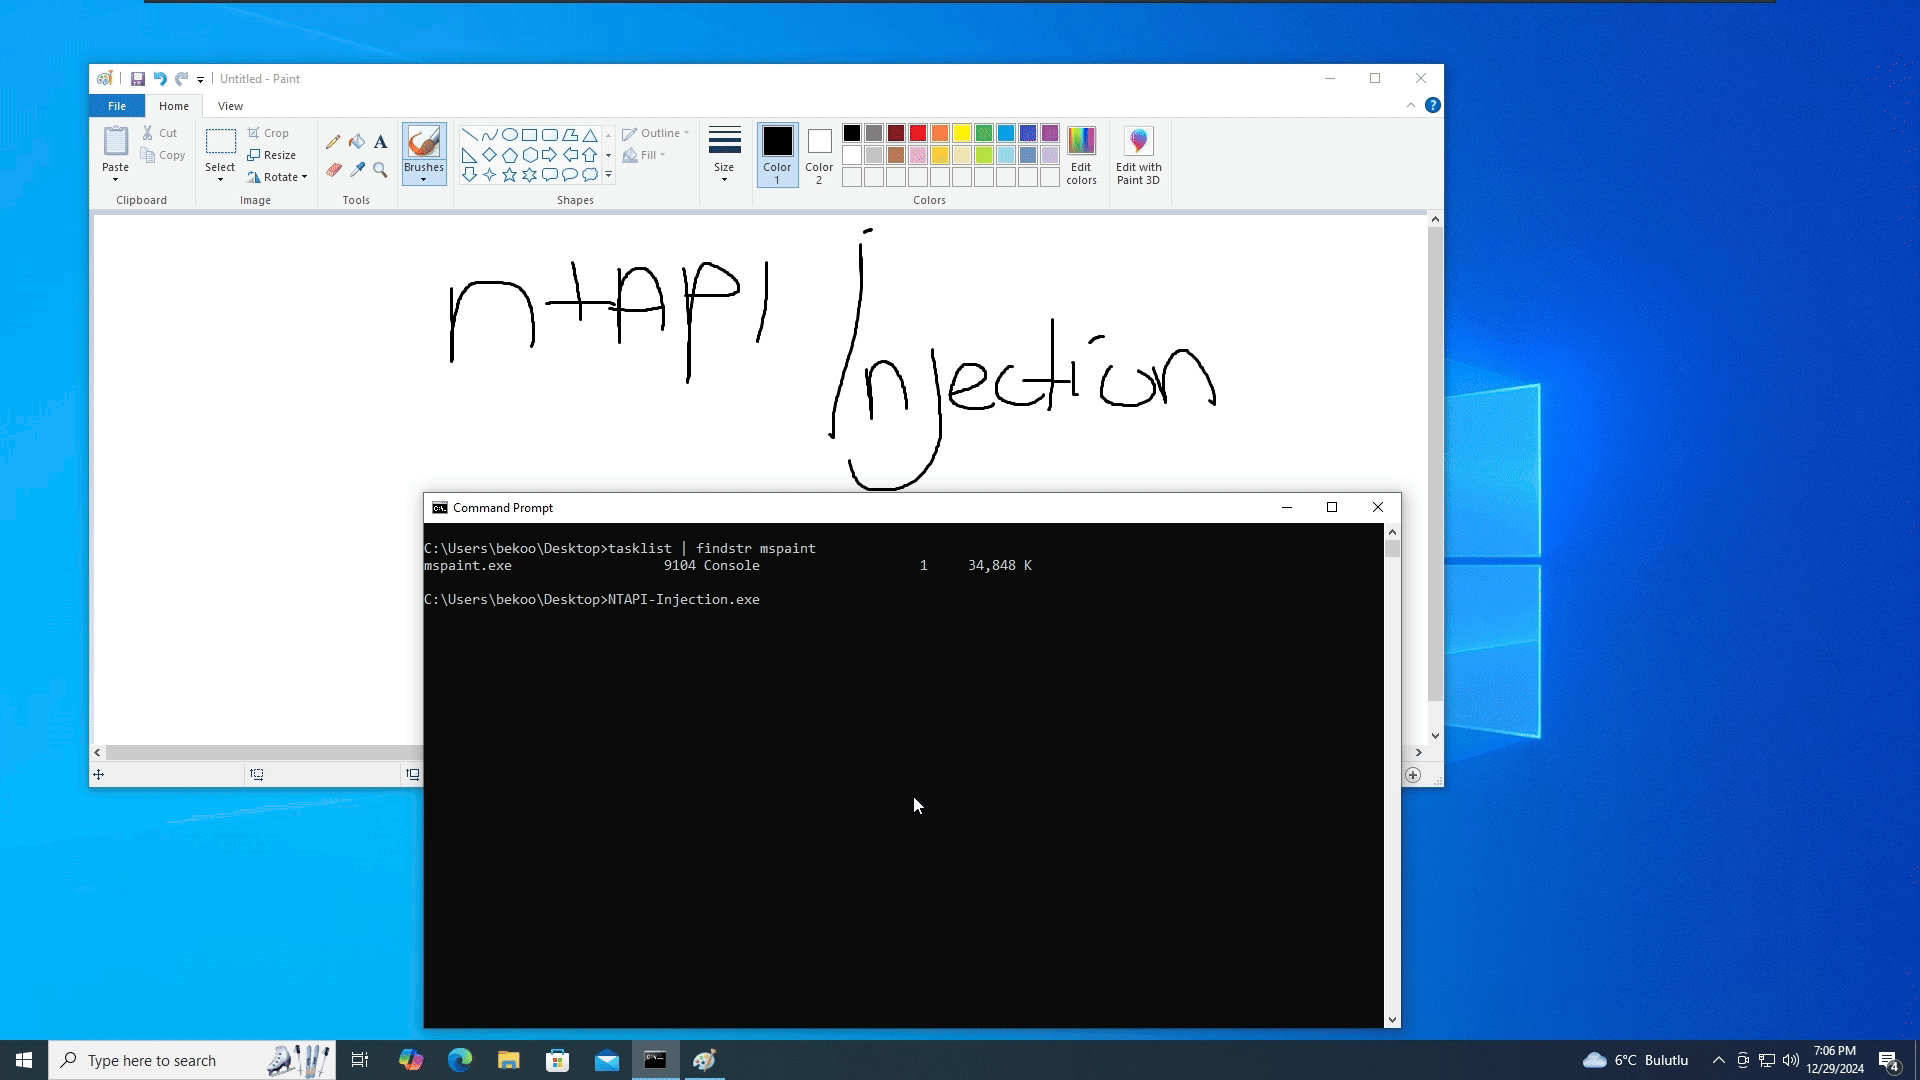 Untitled - Paint
File Home View
Paste
Cut
Copy
Clipboard
Select
Crop
Resize
Rotate
Image
A
Tools
Brushes
Outline
Fill
Shapes
Size
Color 1
Color 2
Edit colors
Colors
Edit with Paint 3D
?
ntAPI
Injection
C:\. Command Prompt
C:\Users\bekoo\Desktop>tasklist | findstr mspaint
mspaint.exe 9104 Console 1 34,848 K
C:\Users\bekoo\Desktop>NTAPI-Injection.exe
Type here to search
6°C Bulutlu
7:06 PM
12/29/2024
4